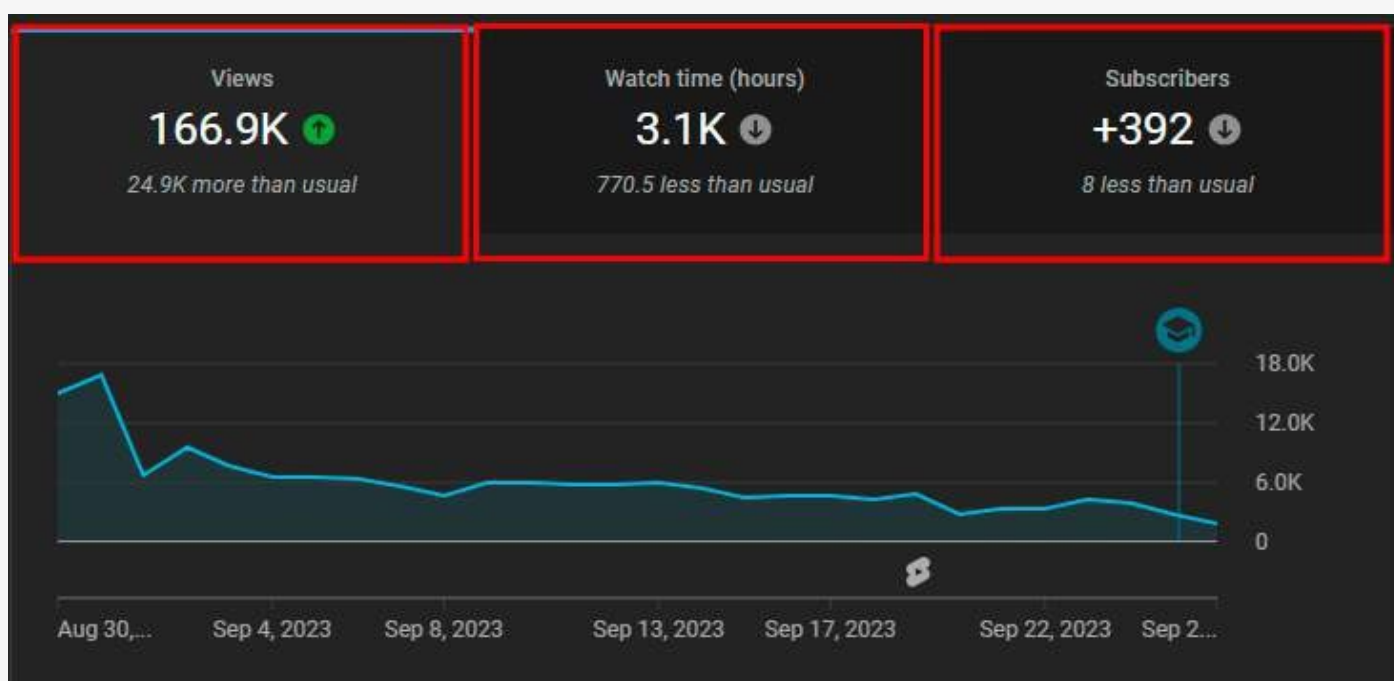 Views
166.9K
24.9K more than usual
Watch time (hours)
3.1K
770.5 less than usual
Subscribers
+392
8 less than usual
18.0K
12.0K
6.0K
0
Aug 30,... Sep 4, 2023 Sep 8, 2023 Sep 13, 2023 Sep 17, 2023 Sep 22, 2023 Sep 2...